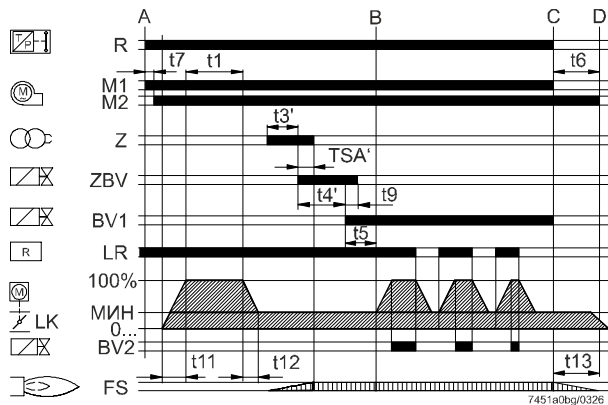 A B C D
T/P
R
t7 t1 t6
M
M1
M2
t3'
Z
TSA'
ZBV
t4' t9
BV1
t5
R LR
100%
M
МИН
LK
0...
BV2
t11 t12 t13
FS
7451a0bg/0326